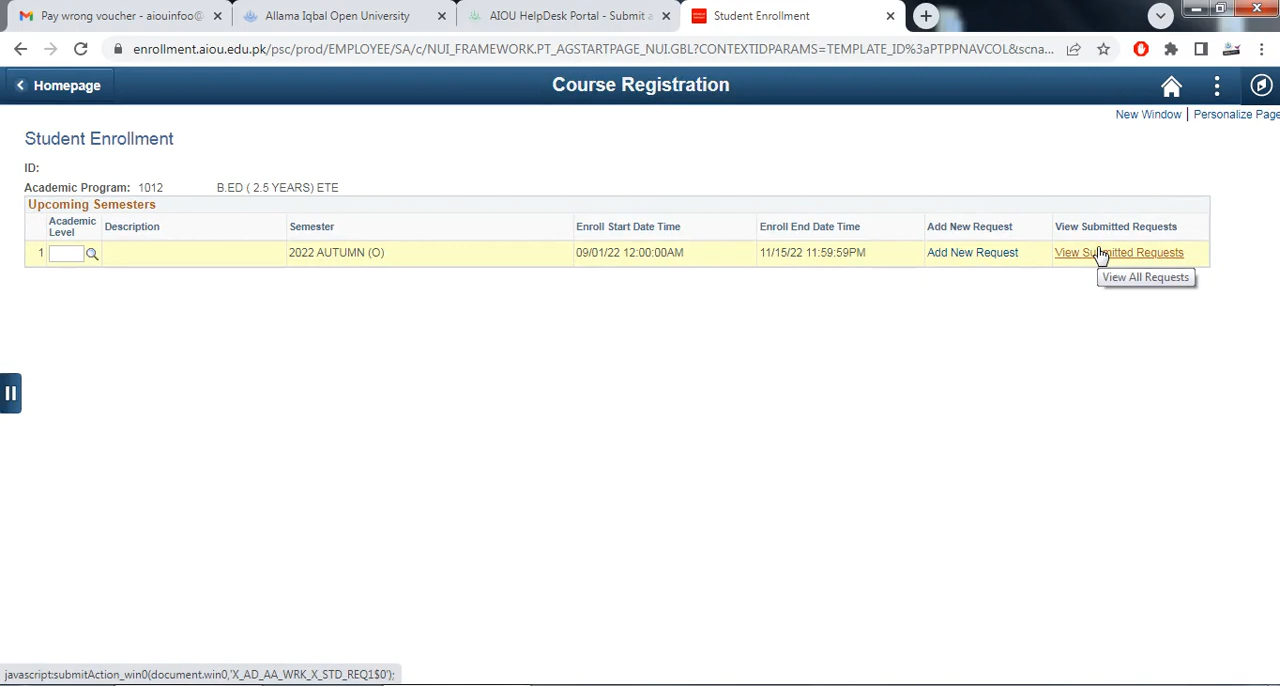 Pay wrong voucher - aiouinfoo@
Allama Iqbal Open University
AIOU HelpDesk Portal - Submit a
Student Enrollment
enrollment.aiou.edu.pk/psc/prod/EMPLOYEE/SA/c/NUI_FRAMEWORK.PT_AGSTARTPAGE_NUI.GBL?CONTEXTIDPARAMS=TEMPLATE_ID%3aPTPPNAVCOL&scna...
Homepage
Course Registration
New Window | Personalize Page
Student Enrollment
ID:
Academic Program: 1012 B.ED ( 2.5 YEARS) ETE
Upcoming Semesters
Academic Level Description Semester Enroll Start Date Time Enroll End Date Time Add New Request View Submitted Requests
1 2022 AUTUMN (O) 09/01/22 12:00:00AM 11/15/22 11:59:59PM Add New Request View Submitted Requests
View All Requests
javascript:submitAction_win0(document.win0,'X_AD_AA_WRK_X_STD_REQ1$0');